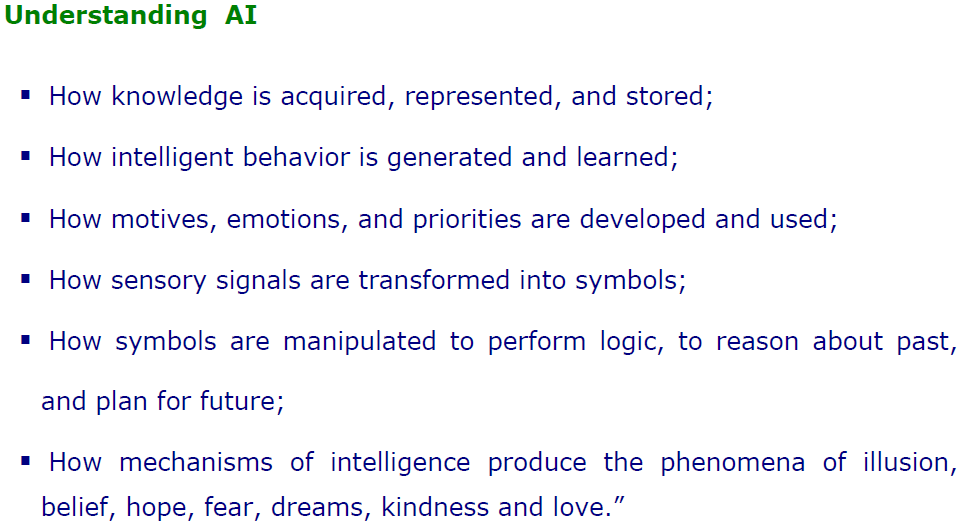 Understanding AI
▪ How knowledge is acquired, represented, and stored;
▪ How intelligent behavior is generated and learned;
▪ How motives, emotions, and priorities are developed and used;
▪ How sensory signals are transformed into symbols;
▪ How symbols are manipulated to perform logic, to reason about past,
and plan for future;
▪ How mechanisms of intelligence produce the phenomena of illusion,
belief, hope, fear, dreams, kindness and love.”